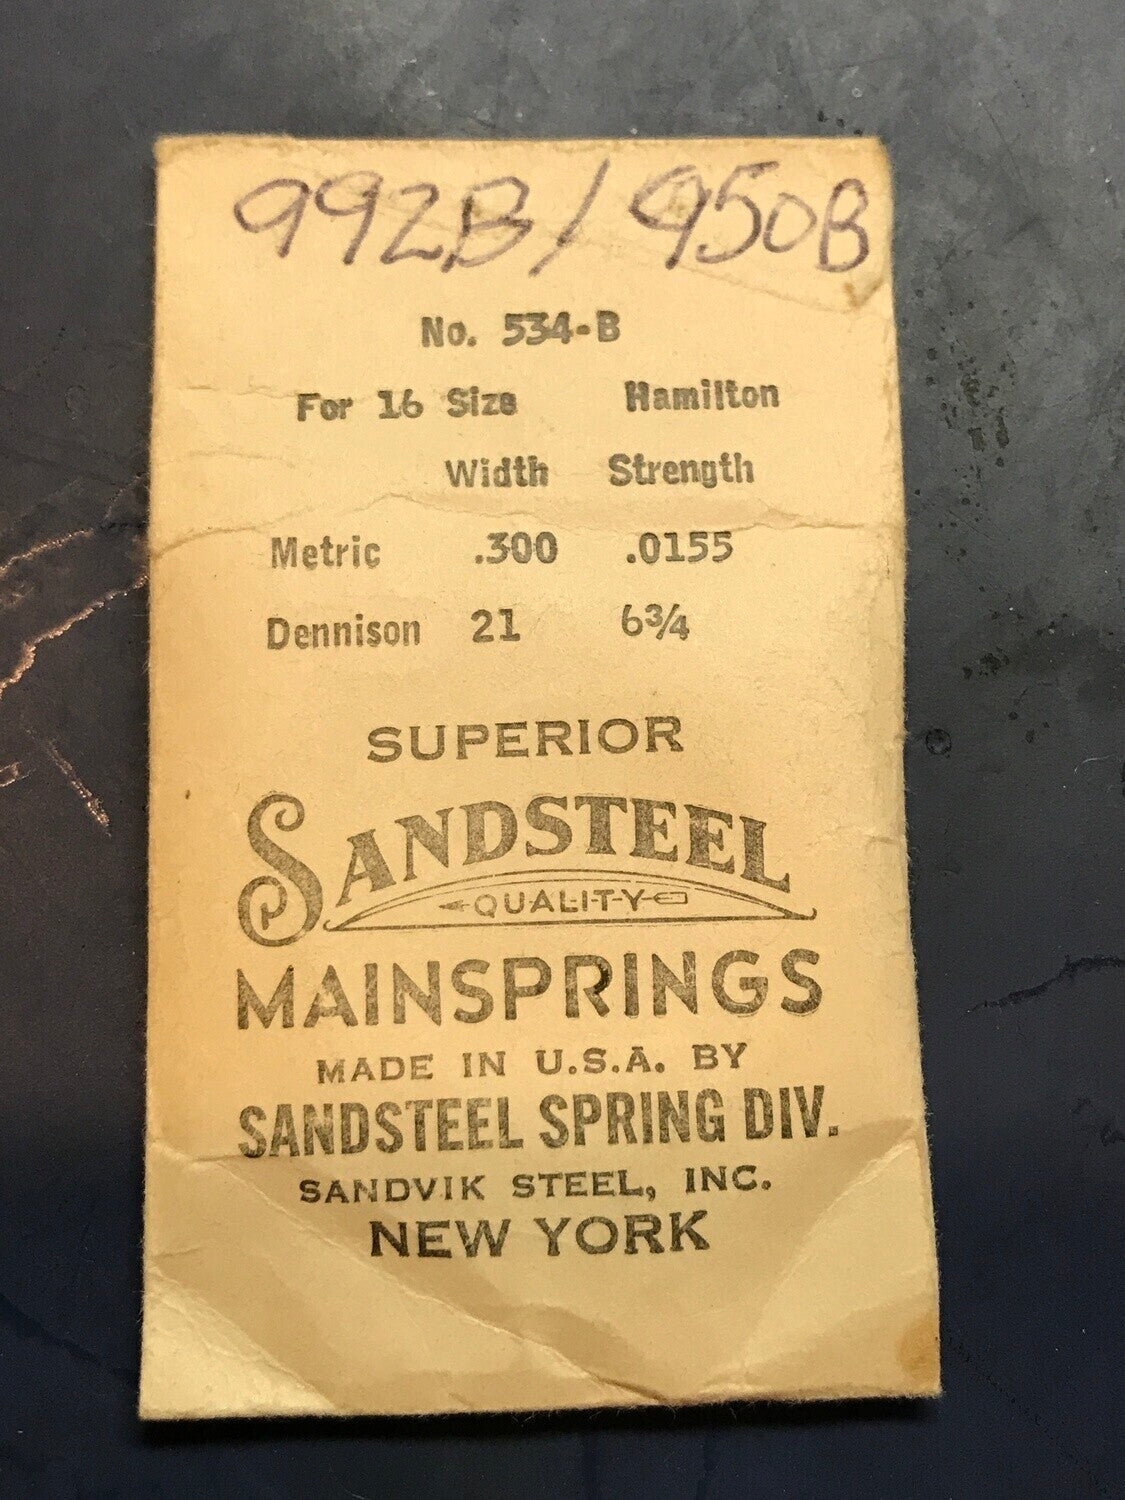 992B / 950B
No. 534-B
For 16 Size Hamilton
Width Strength
Metric .300 .0155
Dennison 21 6¾
SUPERIOR
SANDSTEEL
QUALITY
MAINSPRINGS
MADE IN U.S.A. BY
SANDSTEEL SPRING DIV.
SANDVIK STEEL, INC.
NEW YORK